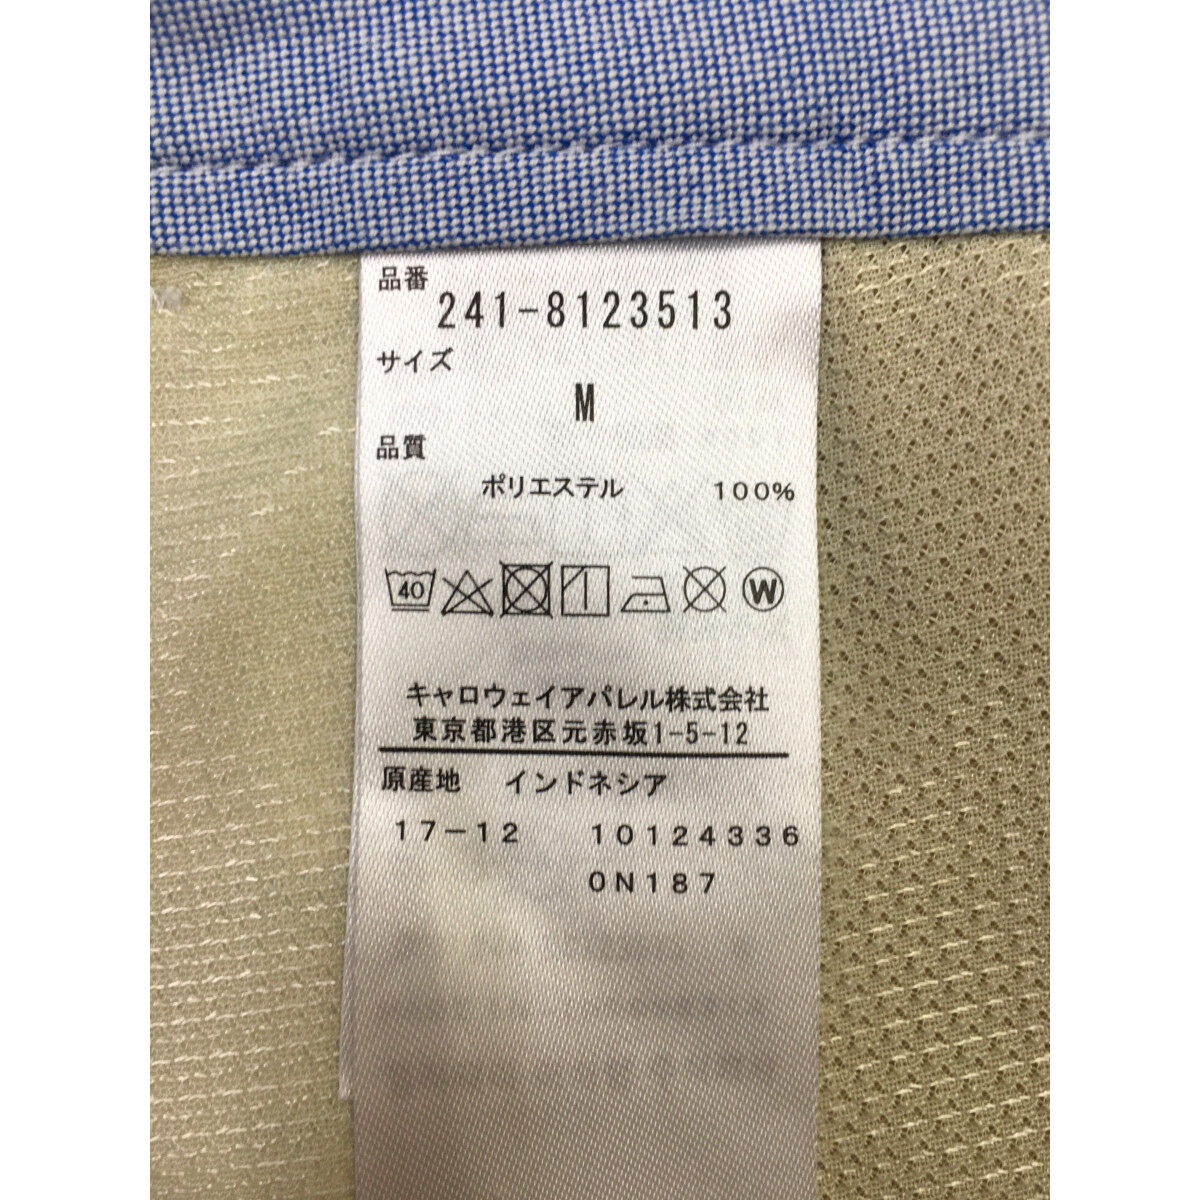 品番
241-8123513
サイズ
M
品質
ポリエステル 100%
40 W
キャロウェイアパレル株式会社
東京都港区元赤坂1-5-12
原産地 インドネシア
17-12 10124336
0N187